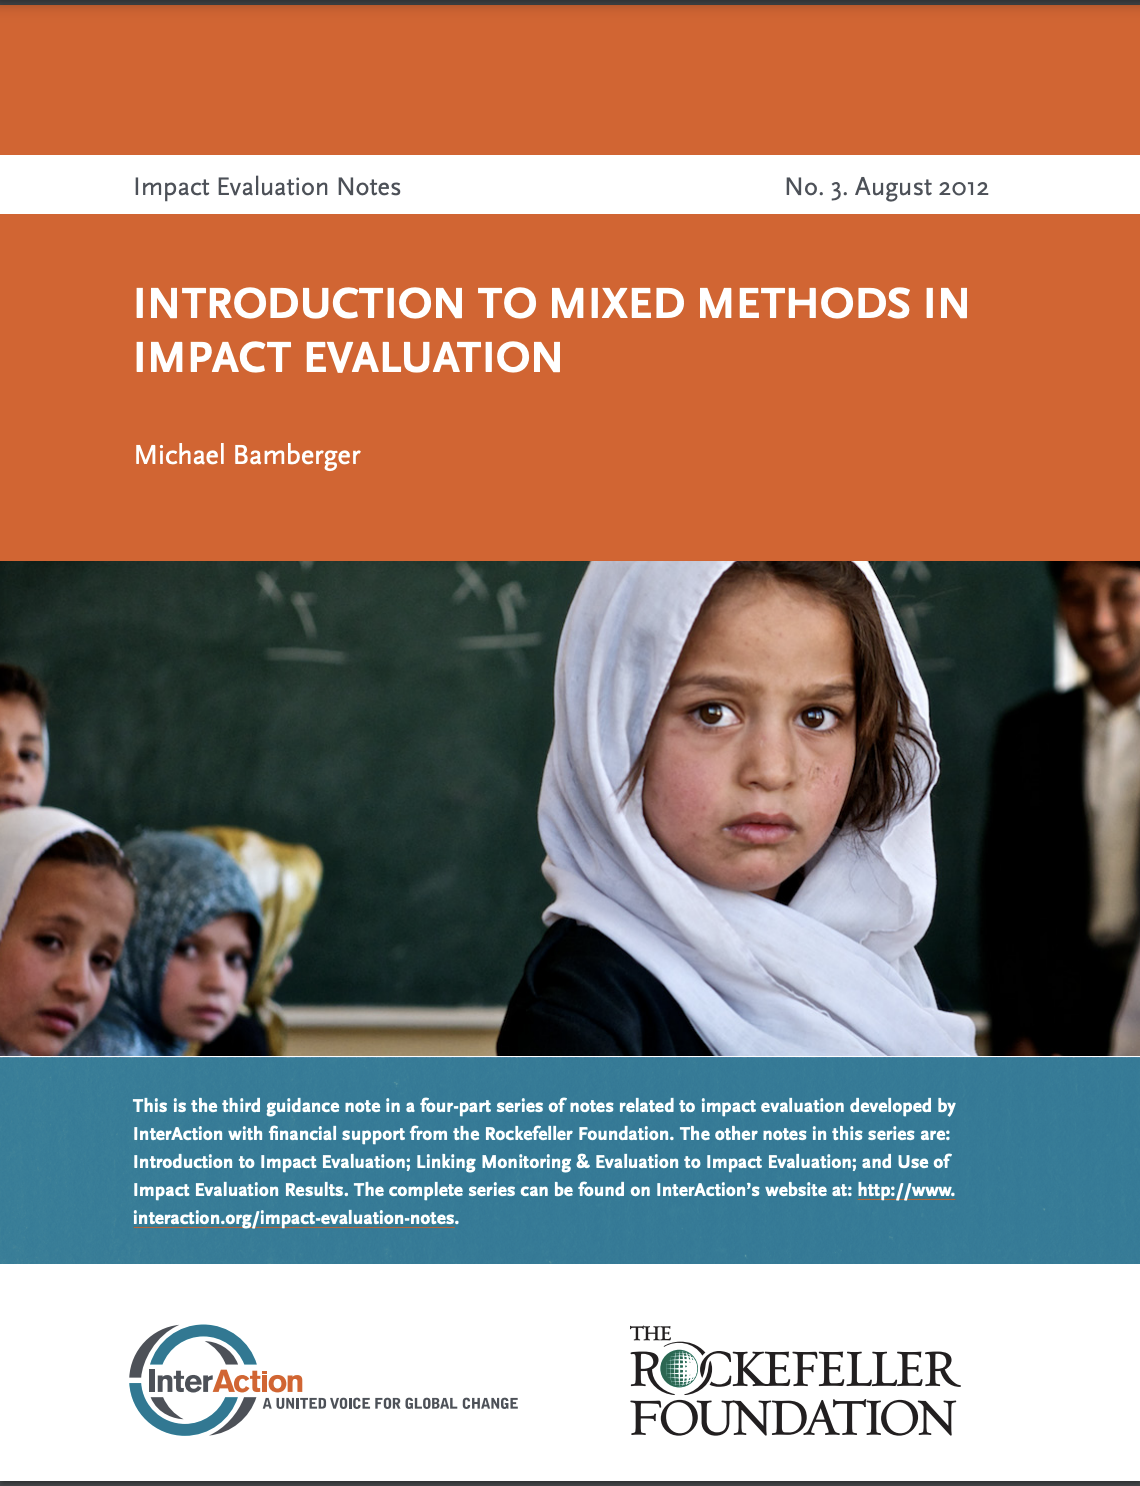 Impact Evaluation Notes
No. 3. August 2012
INTRODUCTION TO MIXED METHODS IN
IMPACT EVALUATION
Michael Bamberger
This is the third guidance note in a four-part series of notes related to impact evaluation developed by
InterAction with financial support from the Rockefeller Foundation. The other notes in this series are:
Introduction to Impact Evaluation; Linking Monitoring & Evaluation to Impact Evaluation; and Use of
Impact Evaluation Results. The complete series can be found on InterAction’s website at: http://www.
interaction.org/impact-evaluation-notes.
InterAction
A UNITED VOICE FOR GLOBAL CHANGE
THE
ROCKEFELLER
FOUNDATION